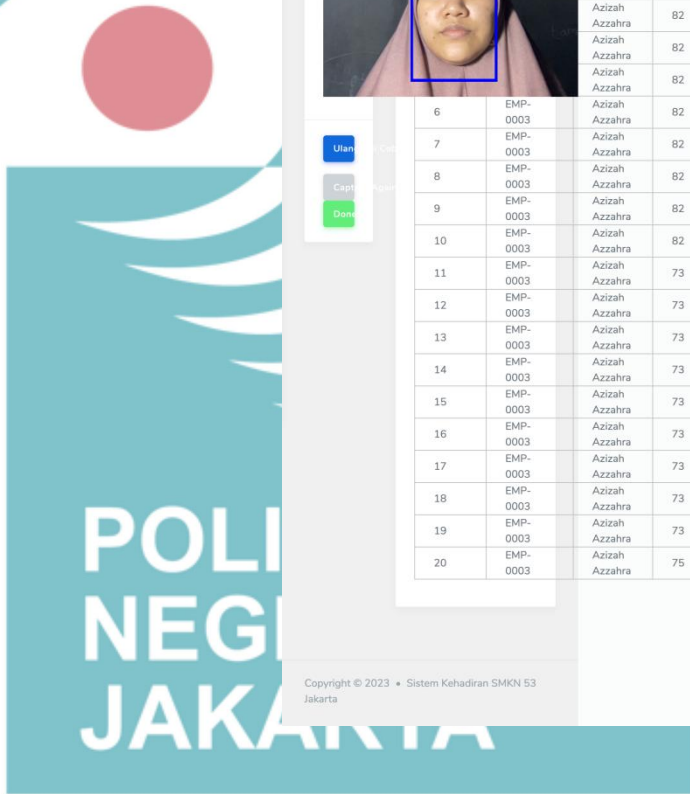 Azizah
Azzahra 82
Azizah
Azzahra 82
Azizah
Azzahra 82
6 EMP-0003 Azizah Azzahra 82
7 EMP-0003 Azizah Azzahra 82
8 EMP-0003 Azizah Azzahra 82
9 EMP-0003 Azizah Azzahra 82
10 EMP-0003 Azizah Azzahra 82
11 EMP-0003 Azizah Azzahra 73
12 EMP-0003 Azizah Azzahra 73
13 EMP-0003 Azizah Azzahra 73
14 EMP-0003 Azizah Azzahra 73
15 EMP-0003 Azizah Azzahra 73
16 EMP-0003 Azizah Azzahra 73
17 EMP-0003 Azizah Azzahra 73
18 EMP-0003 Azizah Azzahra 73
19 EMP-0003 Azizah Azzahra 73
20 EMP-0003 Azizah Azzahra 75
Done
Copyright © 2023 • Sistem Kehadiran SMKN 53
Jakarta
POLI
NEG
JAKARTA